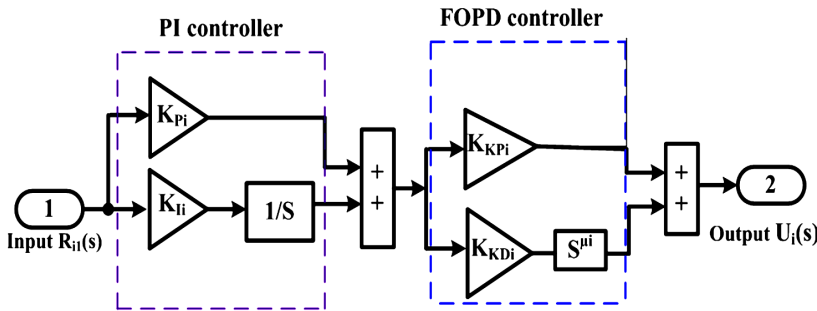 PI controller
FOPD controller
K_Pi
K_Ii
1/S
+
+
K_KPi
K_KDi
S^μi
+
+
1
Input R_i1(s)
2
Output U_i(s)